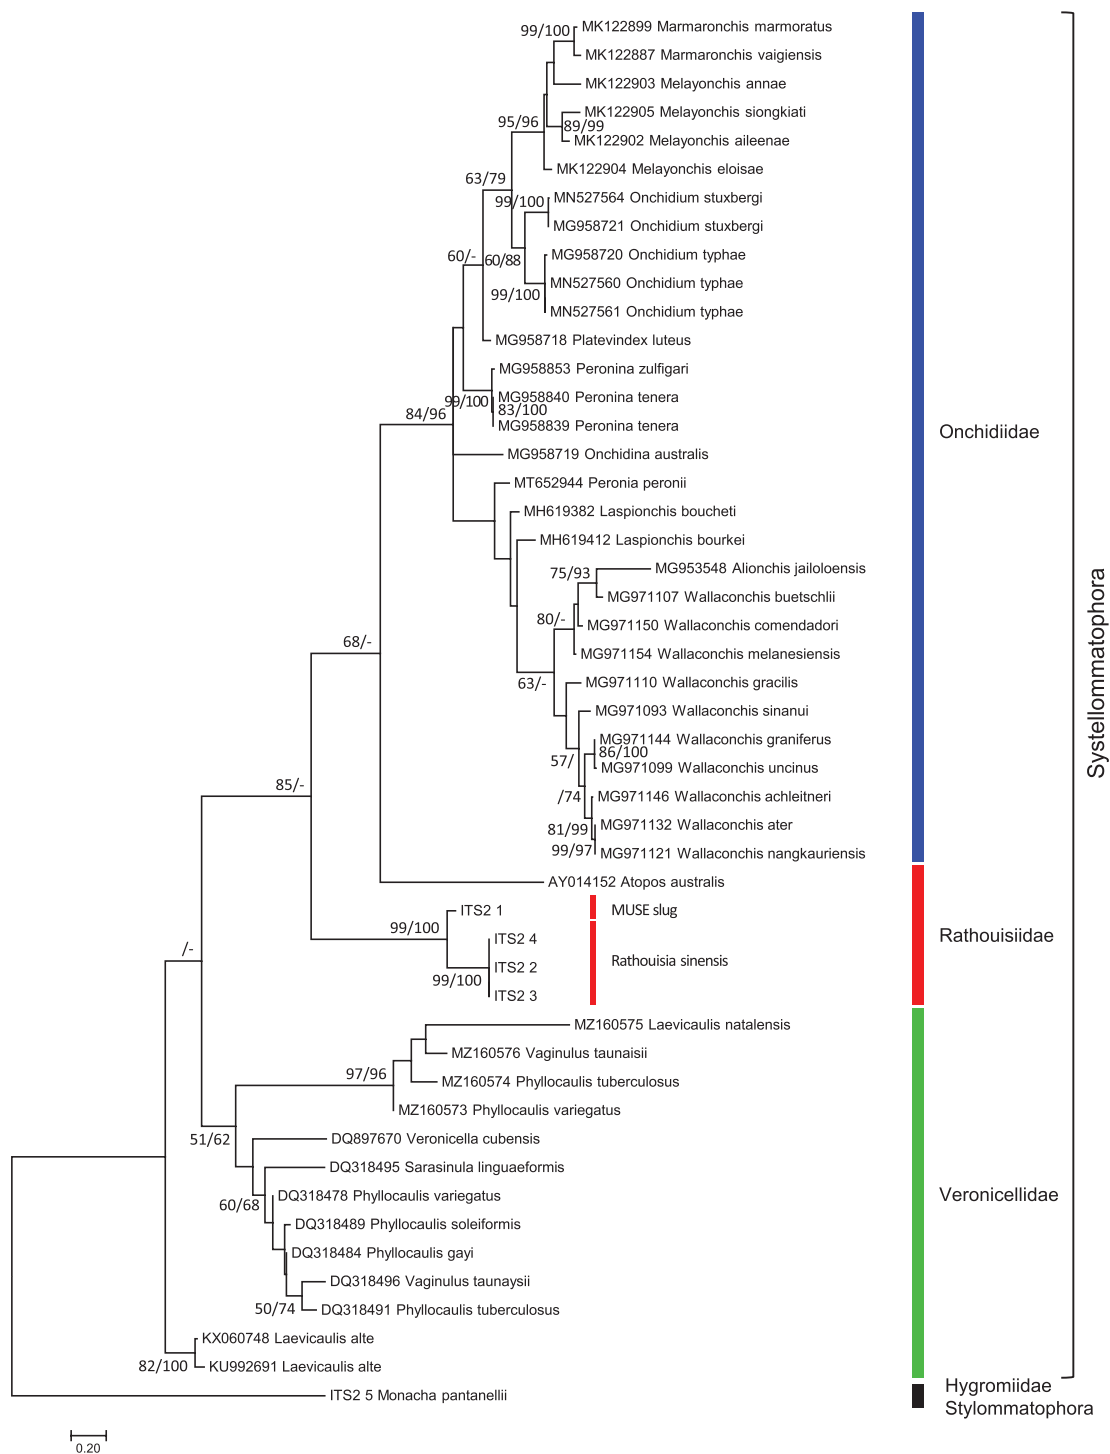 99/100
MK122899 Marmaronchis marmoratus
MK122887 Marmaronchis vaigiensis
MK122903 Melayonchis annae
MK122905 Melayonchis siongkiati
95/96
89/99
MK122902 Melayonchis aileenae
MK122904 Melayonchis eloisae
63/79
99/100
MN527564 Onchidium stuxbergi
MG958721 Onchidium stuxbergi
60/-
60/88
MG958720 Onchidium typhae
MN527560 Onchidium typhae
99/100
MN527561 Onchidium typhae
MG958718 Platevindex luteus
MG958853 Peronina zulfigari
99/100
MG958840 Peronina tenera
83/100
84/96
MG958839 Peronina tenera
Onchidiidae
MG958719 Onchidina australis
MT652944 Peronia peronii
MH619382 Laspionchis boucheti
MH619412 Laspionchis bourkei
75/93
MG953548 Alionchis jailoloensis
MG971107 Wallaconchis buetschlii
80/-
MG971150 Wallaconchis comendadori
68/-
MG971154 Wallaconchis melanesiensis
63/-
MG971110 Wallaconchis gracilis
Systellommatophora
MG971093 Wallaconchis sinanui
MG971144 Wallaconchis graniferus
86/100
57/
MG971099 Wallaconchis uncinus
85/-
/74
MG971146 Wallaconchis achleitneri
81/99
MG971132 Wallaconchis ater
99/97
MG971121 Wallaconchis nangkauriensis
AY014152 Atopos australis
ITS2 1
MUSE slug
99/100
ITS2 4
Rathouisiidae
/-
ITS2 2
Rathouisia sinensis
99/100
ITS2 3
MZ160575 Laevicaulis natalensis
MZ160576 Vaginulus taunaisii
97/96
MZ160574 Phyllocaulis tuberculosus
MZ160573 Phyllocaulis variegatus
51/62
DQ897670 Veronicella cubensis
DQ318495 Sarasinula linguaeformis
60/68
DQ318478 Phyllocaulis variegatus
Veronicellidae
DQ318489 Phyllocaulis soleiformis
DQ318484 Phyllocaulis gayi
DQ318496 Vaginulus taunaysii
50/74
DQ318491 Phyllocaulis tuberculosus
KX060748 Laevicaulis alte
82/100
KU992691 Laevicaulis alte
ITS2 5 Monacha pantanellii
Hygromiidae
Stylommatophora
0.20